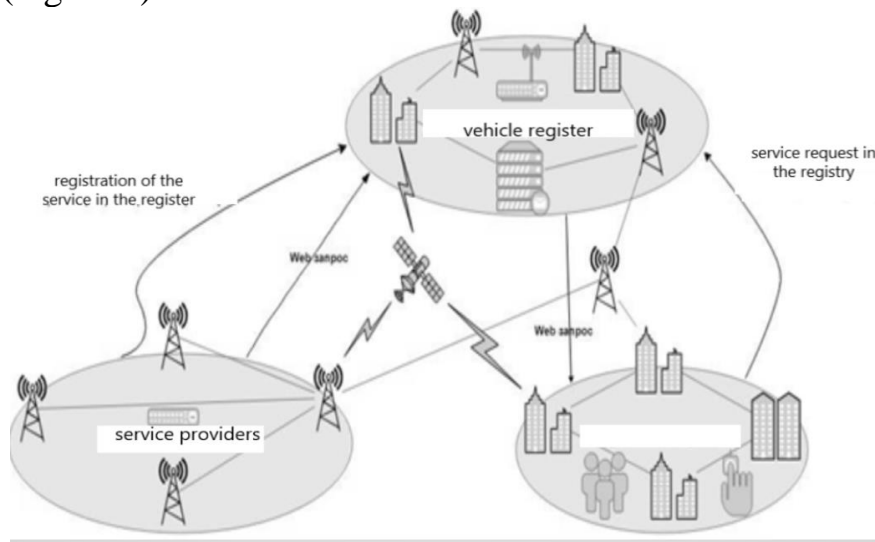 vehicle register
service request in
the registry
registration of the
service in the register
Web sanpoc
Web sanpoc
service providers